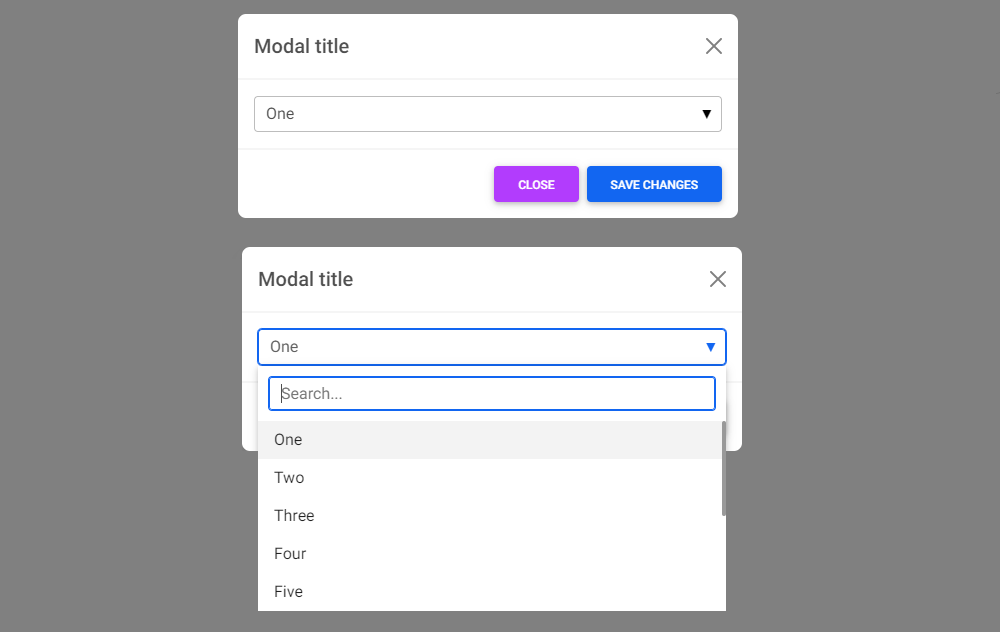 Modal title
One
CLOSE SAVE CHANGES
Modal title
One
Search...
One
Two
Three
Four
Five